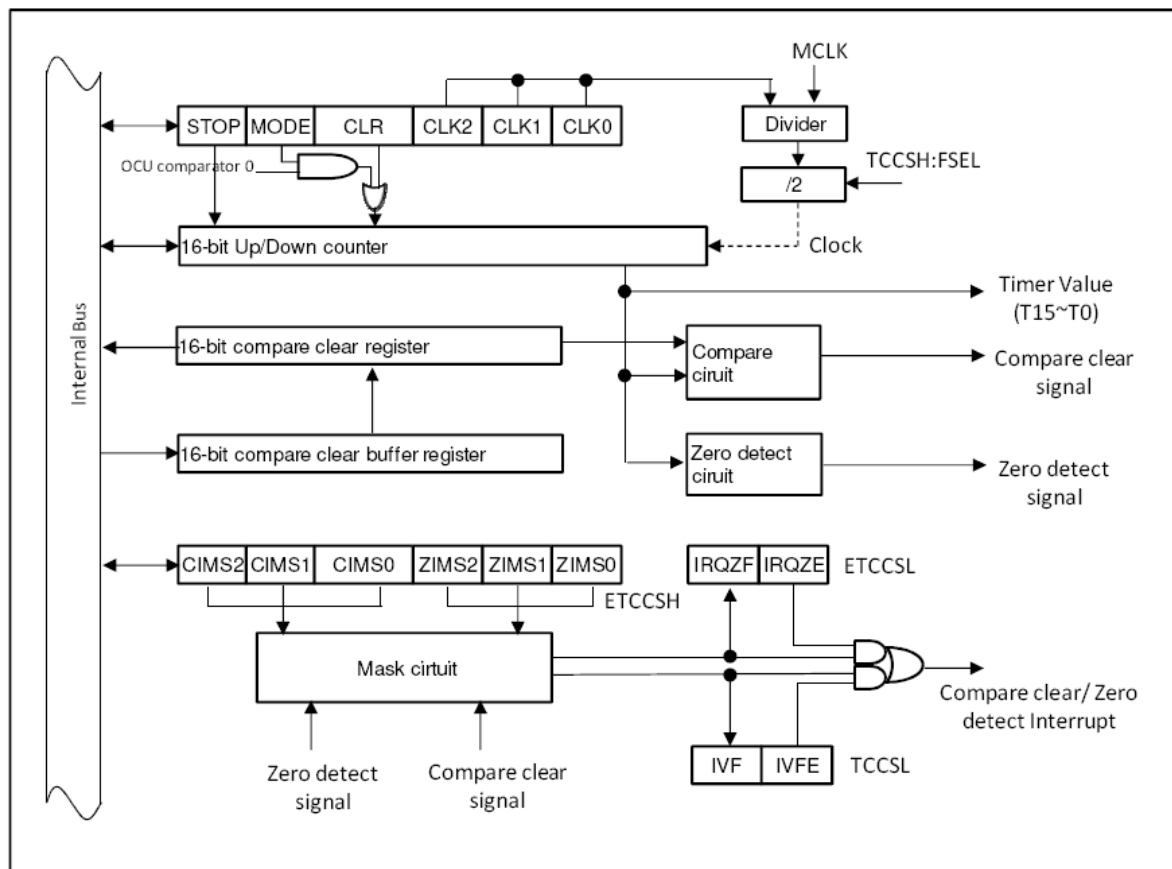 MCLK
STOP MODE CLR CLK2 CLK1 CLK0
Divider
OCU comparator 0
TCCSH:FSEL
/2
16-bit Up/Down counter
Clock
Timer Value
(T15~T0)
Internal Bus
16-bit compare clear register
Compare
ciruit
Compare clear
signal
16-bit compare clear buffer register
Zero detect
ciruit
Zero detect
signal
CIMS2 CIMS1 CIMS0 ZIMS2 ZIMS1 ZIMS0
ETCCSH
IRQZF IRQZE
ETCCSL
Mask cirtuit
Compare clear/ Zero
detect Interrupt
Zero detect
signal
Compare clear
signal
IVF IVFE
TCCSL